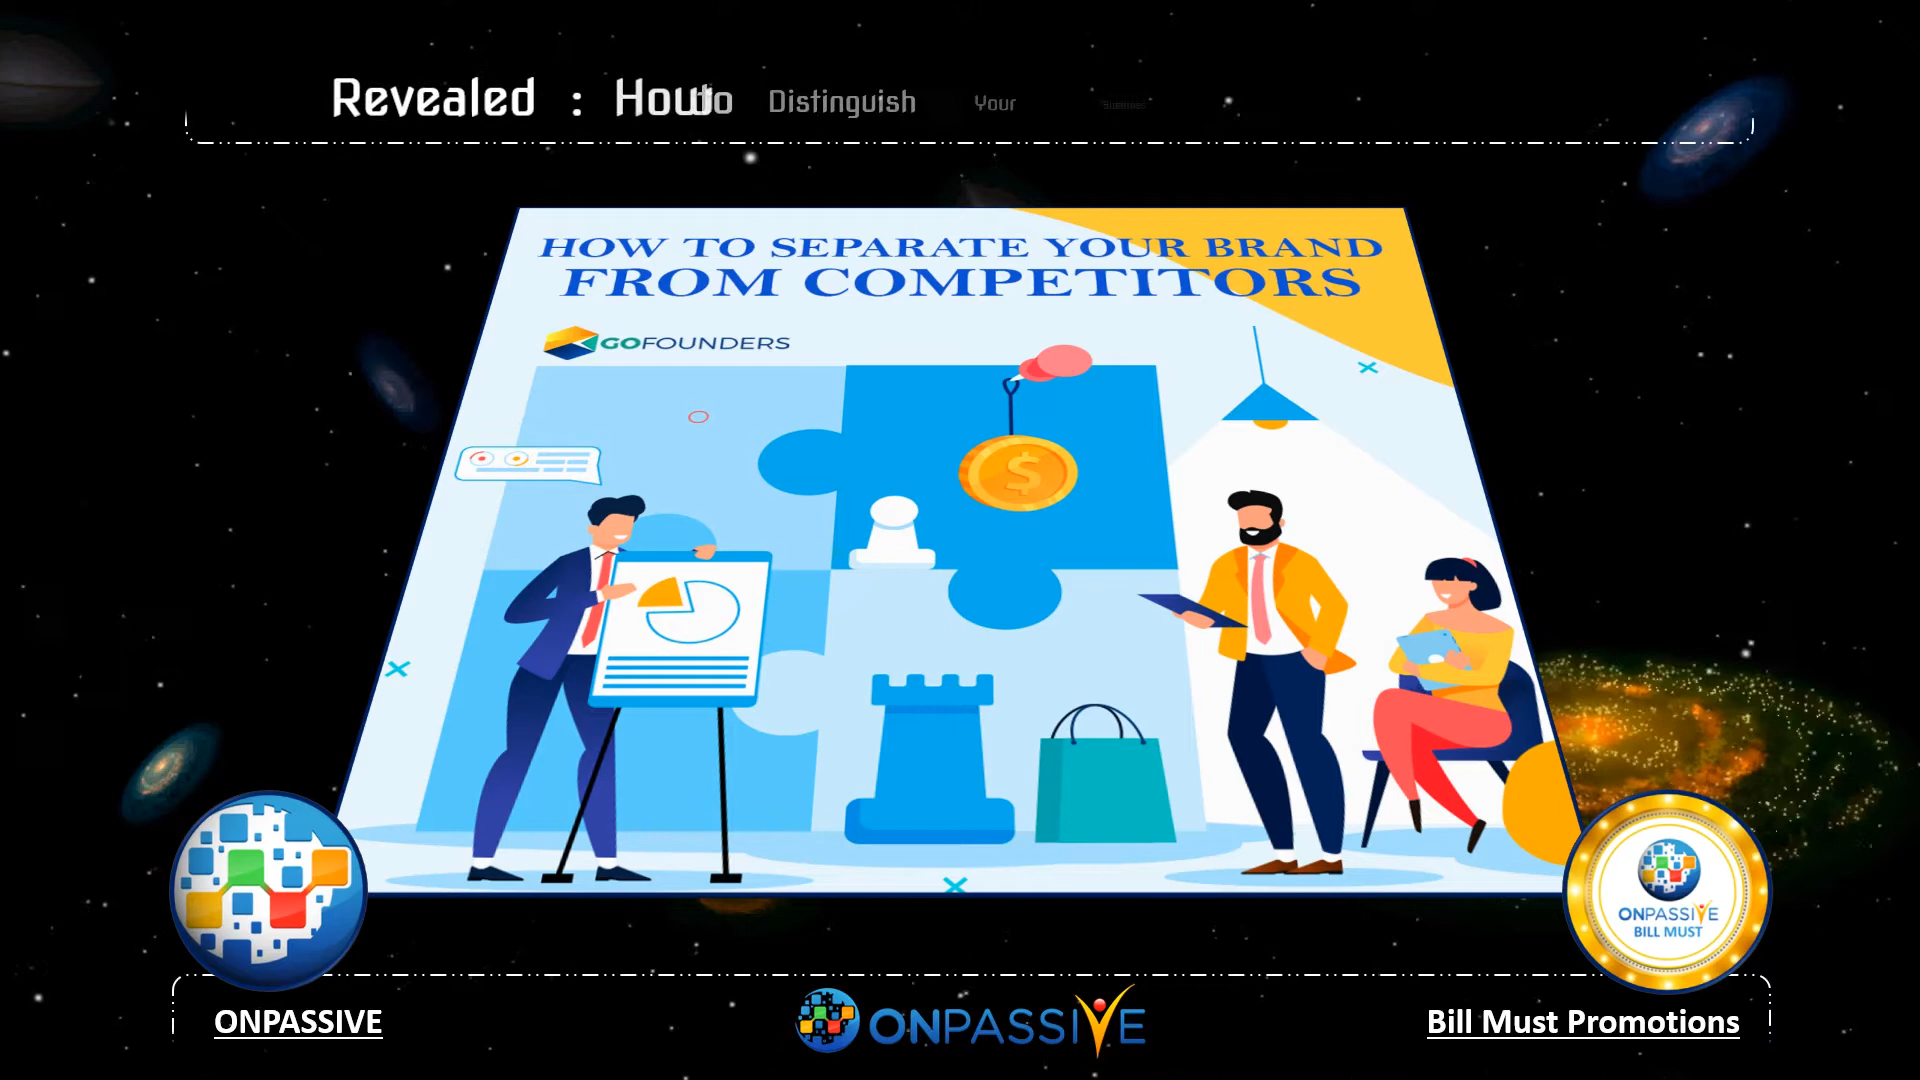 Revealed : How to Distinguish Your Business
HOW TO SEPARATE YOUR BRAND
FROM COMPETITORS
GOFOUNDERS
$
ONPASSIVE
BILL MUST
ONPASSIVE
ONPASSIVE
Bill Must Promotions